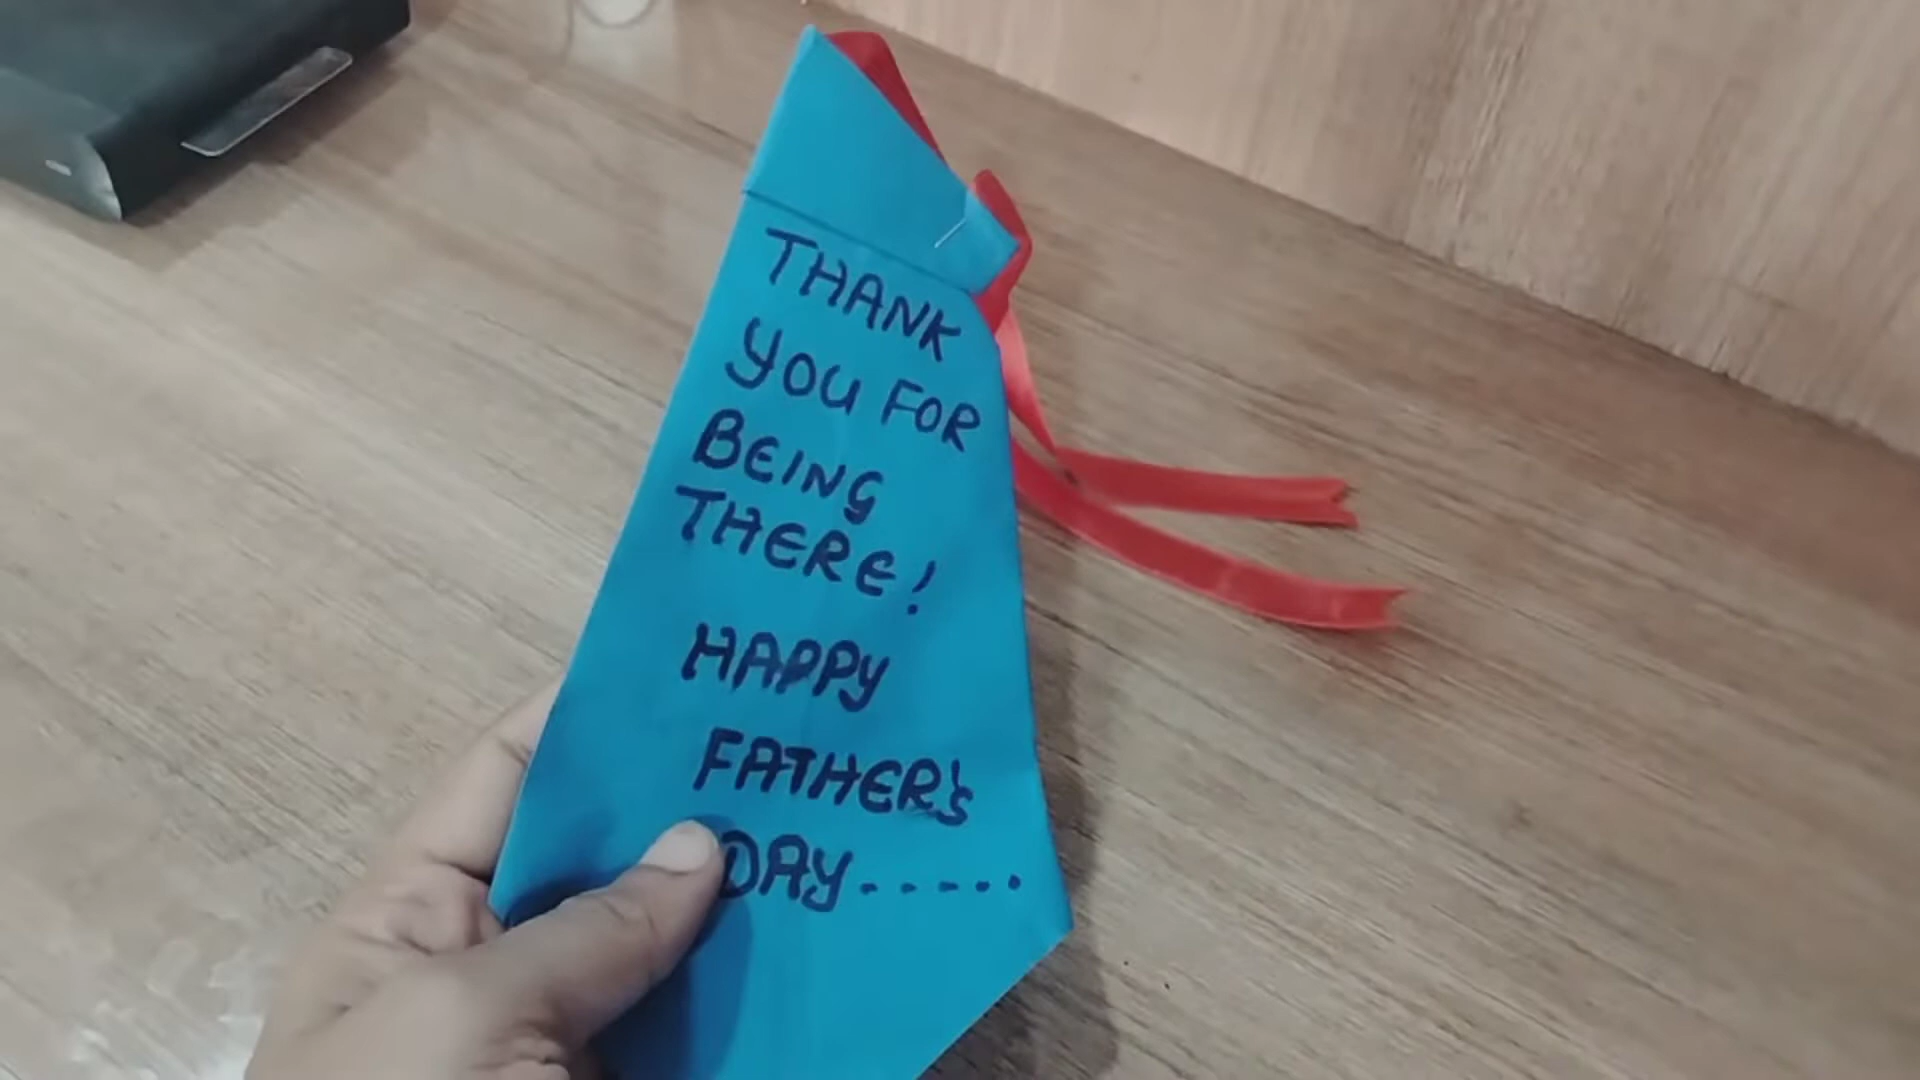 THANK
YOU FOR
BEING
THERE!
HAPPY
FATHER'S
DAY......